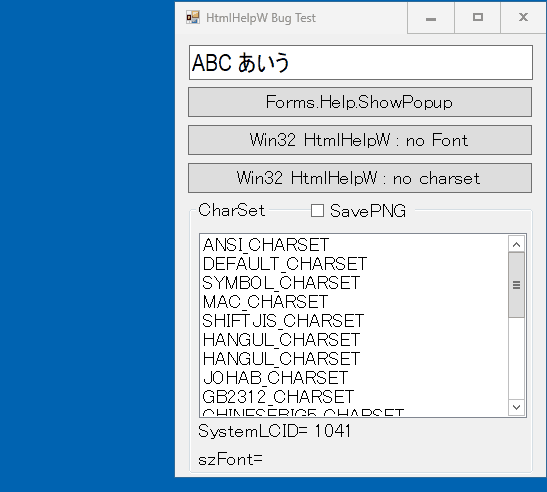 HtmlHelpW Bug Test
ABC あいう
Forms.Help.ShowPopup
Win32 HtmlHelpW : no Font
Win32 HtmlHelpW : no charset
CharSet
SavePNG
ANSI_CHARSET
DEFAULT_CHARSET
SYMBOL_CHARSET
MAC_CHARSET
SHIFTJIS_CHARSET
HANGUL_CHARSET
HANGUL_CHARSET
JOHAB_CHARSET
GB2312_CHARSET
CHINESEBIG5_CHARSET
SystemLCID= 1041
szFont=